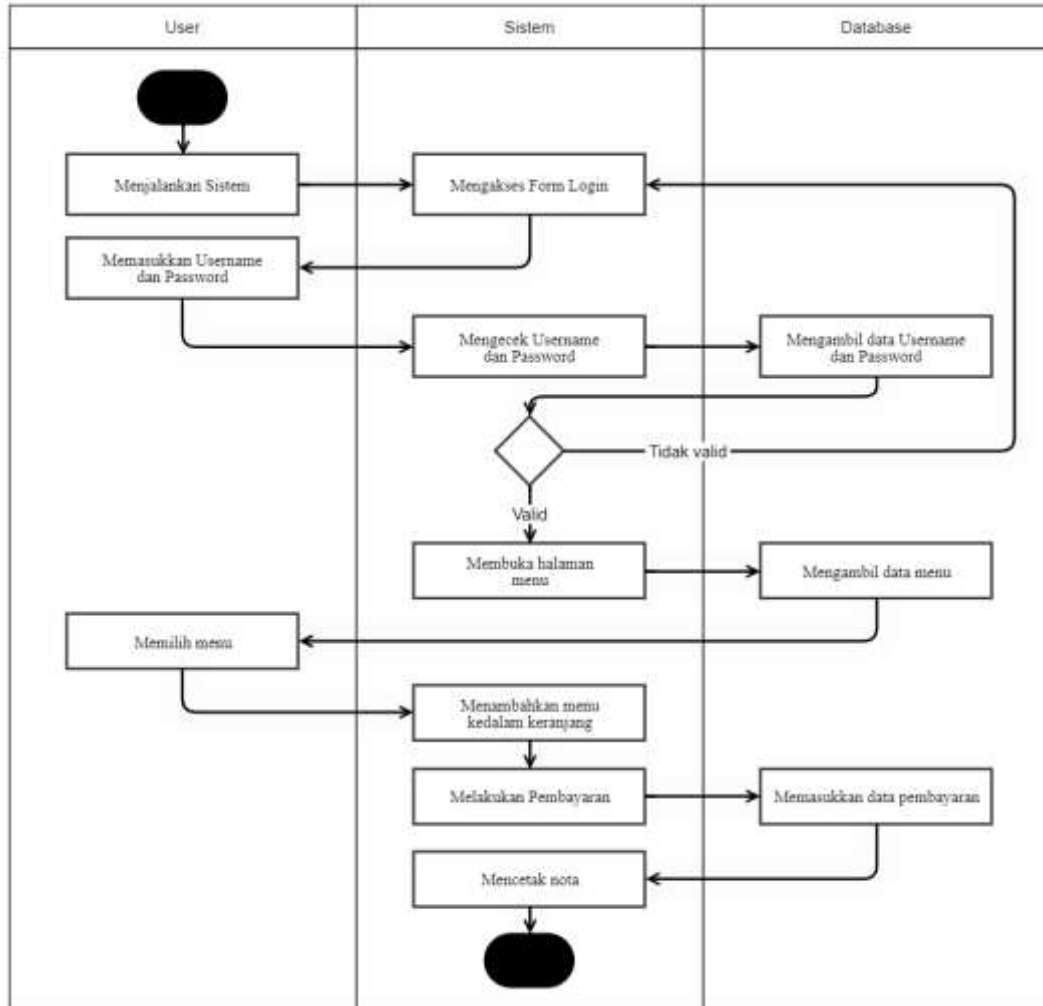 User
Sistem
Database
Menjalankan Sistem
Mengakses Form Login
Memasukkan Username
dan Password
Mengecek Username
dan Password
Mengambil data Username
dan Password
Tidak valid
Valid
Membuka halaman
menu
Mengambil data menu
Memilih menu
Menambahkan menu
kedalam keranjang
Melakukan Pembayaran
Memasukkan data pembayaran
Mencetak nota